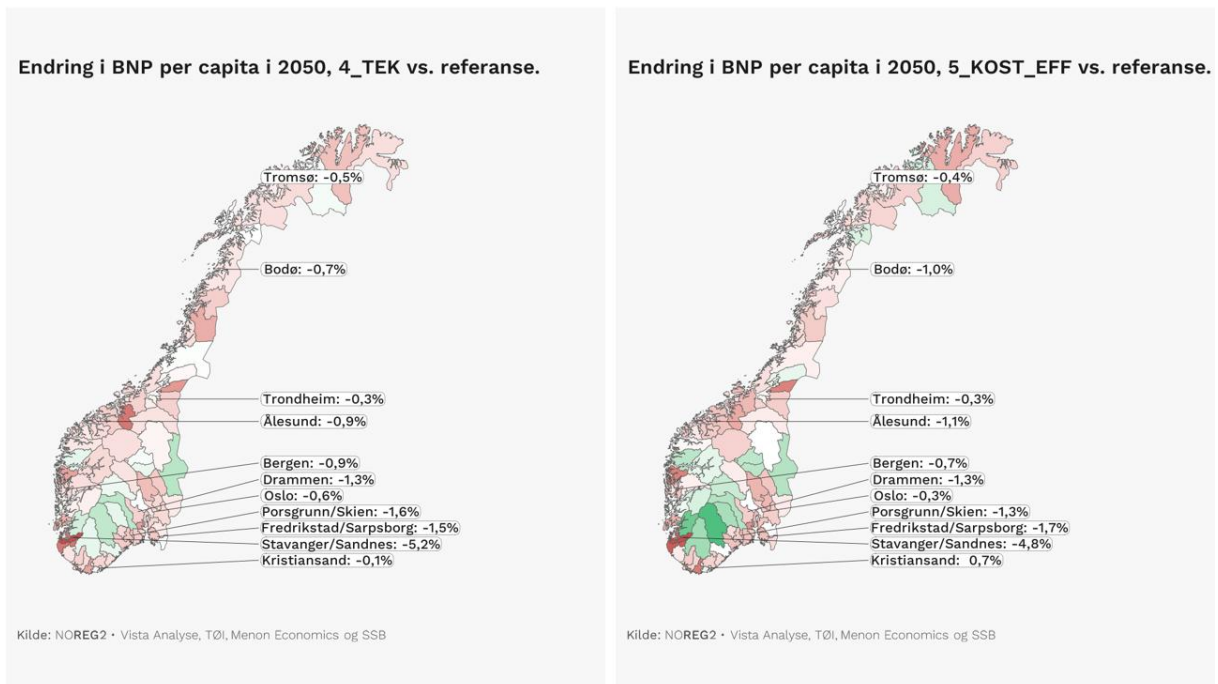 Endring i BNP per capita i 2050, 4_TEK vs. referanse.
Tromsø: -0,5%
Bodø: -0,7%
Trondheim: -0,3%
Ålesund: -0,9%
Bergen: -0,9%
Drammen: -1,3%
Oslo: -0,6%
Porsgrunn/Skien: -1,6%
Fredrikstad/Sarpsborg: -1,5%
Stavanger/Sandnes: -5,2%
Kristiansand: -0,1%
Kilde: NOREG2 • Vista Analyse, TØI, Menon Economics og SSB
Endring i BNP per capita i 2050, 5_KOST_EFF vs. referanse.
Tromsø: -0,4%
Bodø: -1,0%
Trondheim: -0,3%
Ålesund: -1,1%
Bergen: -0,7%
Drammen: -1,3%
Oslo: -0,3%
Porsgrunn/Skien: -1,3%
Fredrikstad/Sarpsborg: -1,7%
Stavanger/Sandnes: -4,8%
Kristiansand: 0,7%
Kilde: NOREG2 • Vista Analyse, TØI, Menon Economics og SSB